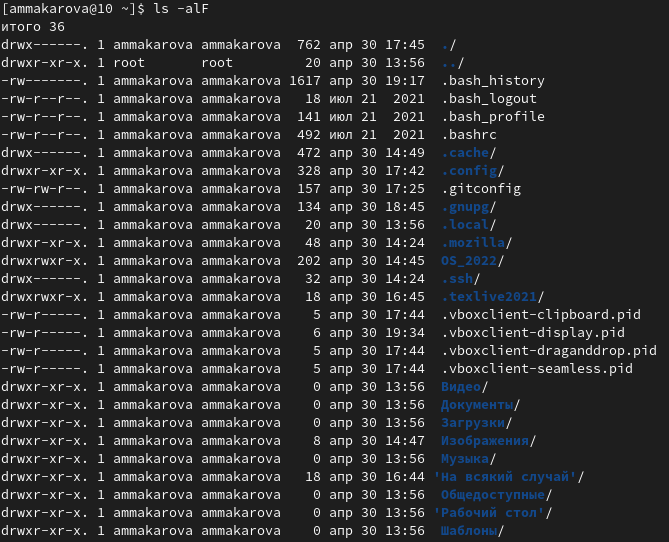 [ammakarova@10 ~]$ ls -alF
итого 36
drwx------. 1 ammakarova ammakarova  762 апр 30 17:45  ./
drwxr-xr-x. 1 root       root         20 апр 30 13:56  ../
-rw-------. 1 ammakarova ammakarova 1617 апр 30 19:17  .bash_history
-rw-r--r--. 1 ammakarova ammakarova   18 июл 21  2021  .bash_logout
-rw-r--r--. 1 ammakarova ammakarova  141 июл 21  2021  .bash_profile
-rw-r--r--. 1 ammakarova ammakarova  492 июл 21  2021  .bashrc
drwx------. 1 ammakarova ammakarova  472 апр 30 14:49  .cache/
drwxr-xr-x. 1 ammakarova ammakarova  328 апр 30 17:42  .config/
-rw-rw-r--. 1 ammakarova ammakarova  157 апр 30 17:25  .gitconfig
drwx------. 1 ammakarova ammakarova  134 апр 30 18:45  .gnupg/
drwx------. 1 ammakarova ammakarova   20 апр 30 13:56  .local/
drwxr-xr-x. 1 ammakarova ammakarova   48 апр 30 14:24  .mozilla/
drwxrwxr-x. 1 ammakarova ammakarova  202 апр 30 14:45  OS_2022/
drwx------. 1 ammakarova ammakarova   32 апр 30 14:24  .ssh/
drwxrwxr-x. 1 ammakarova ammakarova   18 апр 30 16:45  .texlive2021/
-rw-r-----. 1 ammakarova ammakarova    5 апр 30 17:44  .vboxclient-clipboard.pid
-rw-r-----. 1 ammakarova ammakarova    6 апр 30 19:34  .vboxclient-display.pid
-rw-r-----. 1 ammakarova ammakarova    5 апр 30 17:44  .vboxclient-draganddrop.pid
-rw-r-----. 1 ammakarova ammakarova    5 апр 30 17:44  .vboxclient-seamless.pid
drwxr-xr-x. 1 ammakarova ammakarova    0 апр 30 13:56  Видео/
drwxr-xr-x. 1 ammakarova ammakarova    0 апр 30 13:56  Документы/
drwxr-xr-x. 1 ammakarova ammakarova    0 апр 30 13:56  Загрузки/
drwxr-xr-x. 1 ammakarova ammakarova    8 апр 30 14:47  Изображения/
drwxr-xr-x. 1 ammakarova ammakarova    0 апр 30 13:56  Музыка/
drwxr-xr-x. 1 ammakarova ammakarova   18 апр 30 16:44 'На всякий случай'/
drwxr-xr-x. 1 ammakarova ammakarova    0 апр 30 13:56  Общедоступные/
drwxr-xr-x. 1 ammakarova ammakarova    0 апр 30 13:56 'Рабочий стол'/
drwxr-xr-x. 1 ammakarova ammakarova    0 апр 30 13:56  Шаблоны/